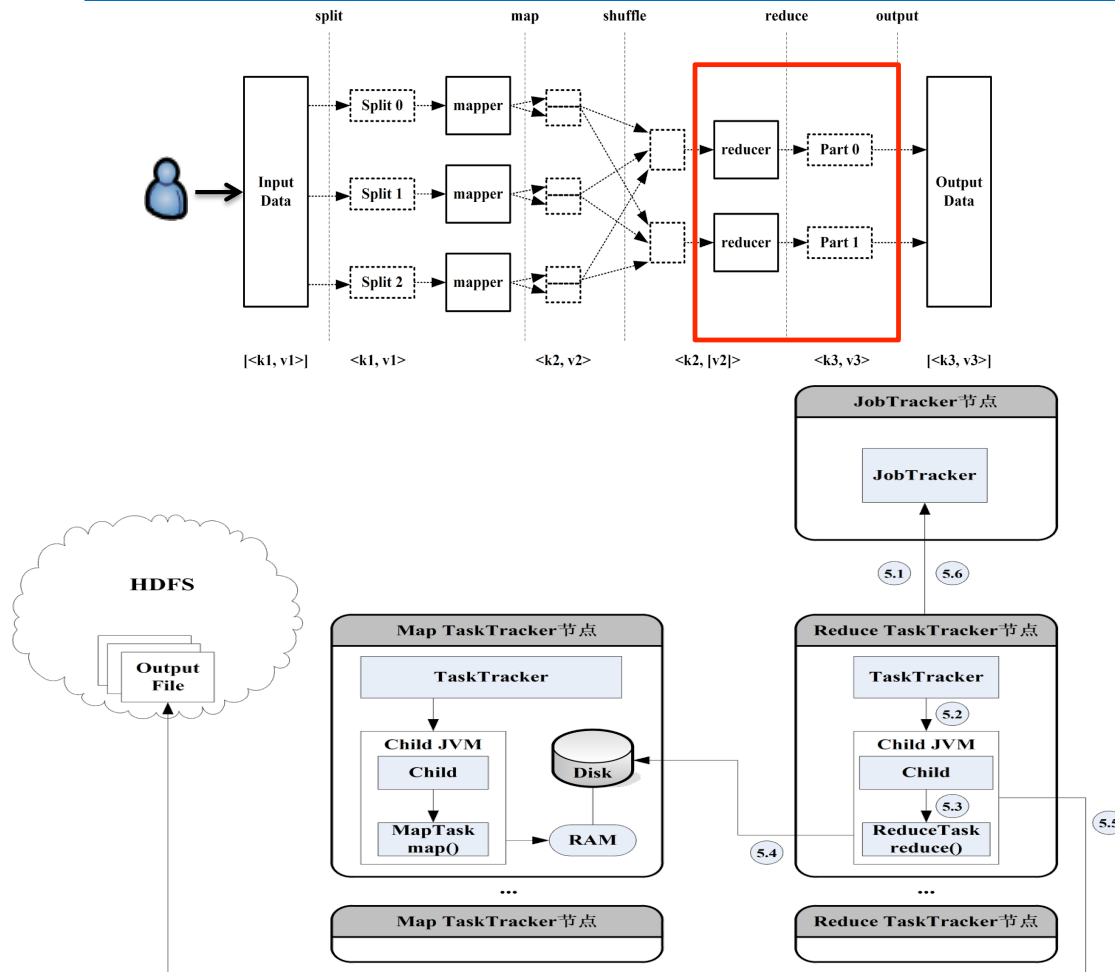 split
map
shuffle
reduce
output
Input
Data
Split 0
Split 1
Split 2
mapper
mapper
mapper
reducer
reducer
Part 0
Part 1
Output
Data
[<k1, v1>]
<k1, v1>
<k2, v2>
<k2, [v2]>
<k3, v3>
[<k3, v3>]
JobTracker节点
JobTracker
5.1
5.6
HDFS
Output
File
Map TaskTracker节点
TaskTracker
Child JVM
Child
MapTask
map()
Disk
RAM
5.4
Reduce TaskTracker节点
TaskTracker
5.2
Child JVM
Child
5.3
ReduceTask
reduce()
5.5
...
...
Map TaskTracker节点
Reduce TaskTracker节点